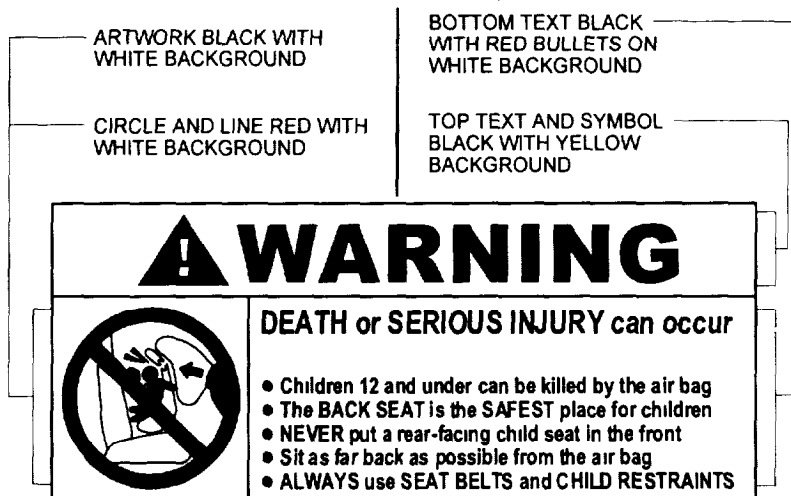 ARTWORK BLACK WITH
WHITE BACKGROUND
CIRCLE AND LINE RED WITH
WHITE BACKGROUND
BOTTOM TEXT BLACK
WITH RED BULLETS ON
WHITE BACKGROUND
TOP TEXT AND SYMBOL
BLACK WITH YELLOW
BACKGROUND
! WARNING
DEATH or SERIOUS INJURY can occur
• Children 12 and under can be killed by the air bag
• The BACK SEAT is the SAFEST place for children
• NEVER put a rear-facing child seat in the front
• Sit as far back as possible from the air bag
• ALWAYS use SEAT BELTS and CHILD RESTRAINTS